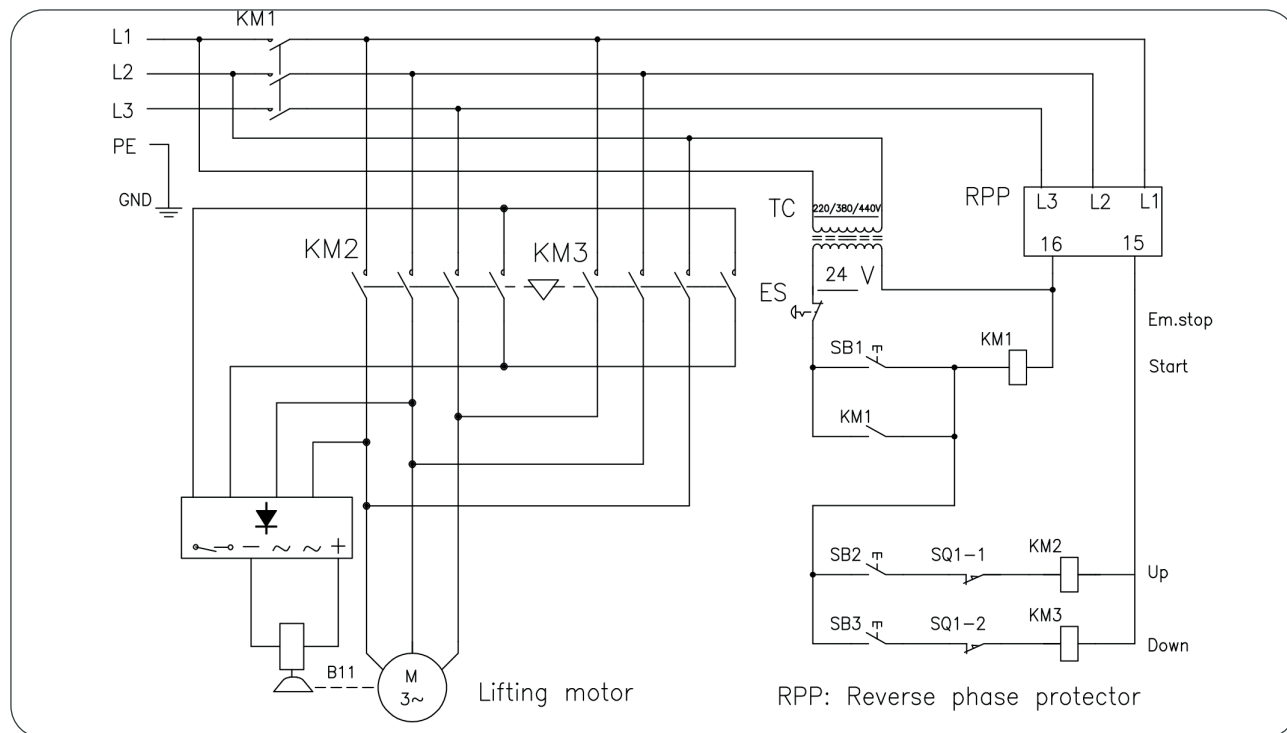 KM1
L1
L2
L3
PE
GND
RPP
L3 L2 L1
16 15
TC
220/380/440V
24 V
KM2
KM3
ES
Em.stop
SB1
KM1
Start
KM1
SB2
SQ1-1
KM2
Up
SB3
SQ1-2
KM3
Down
— ~ ~ +
B11
M
3~
Lifting motor
RPP: Reverse phase protector